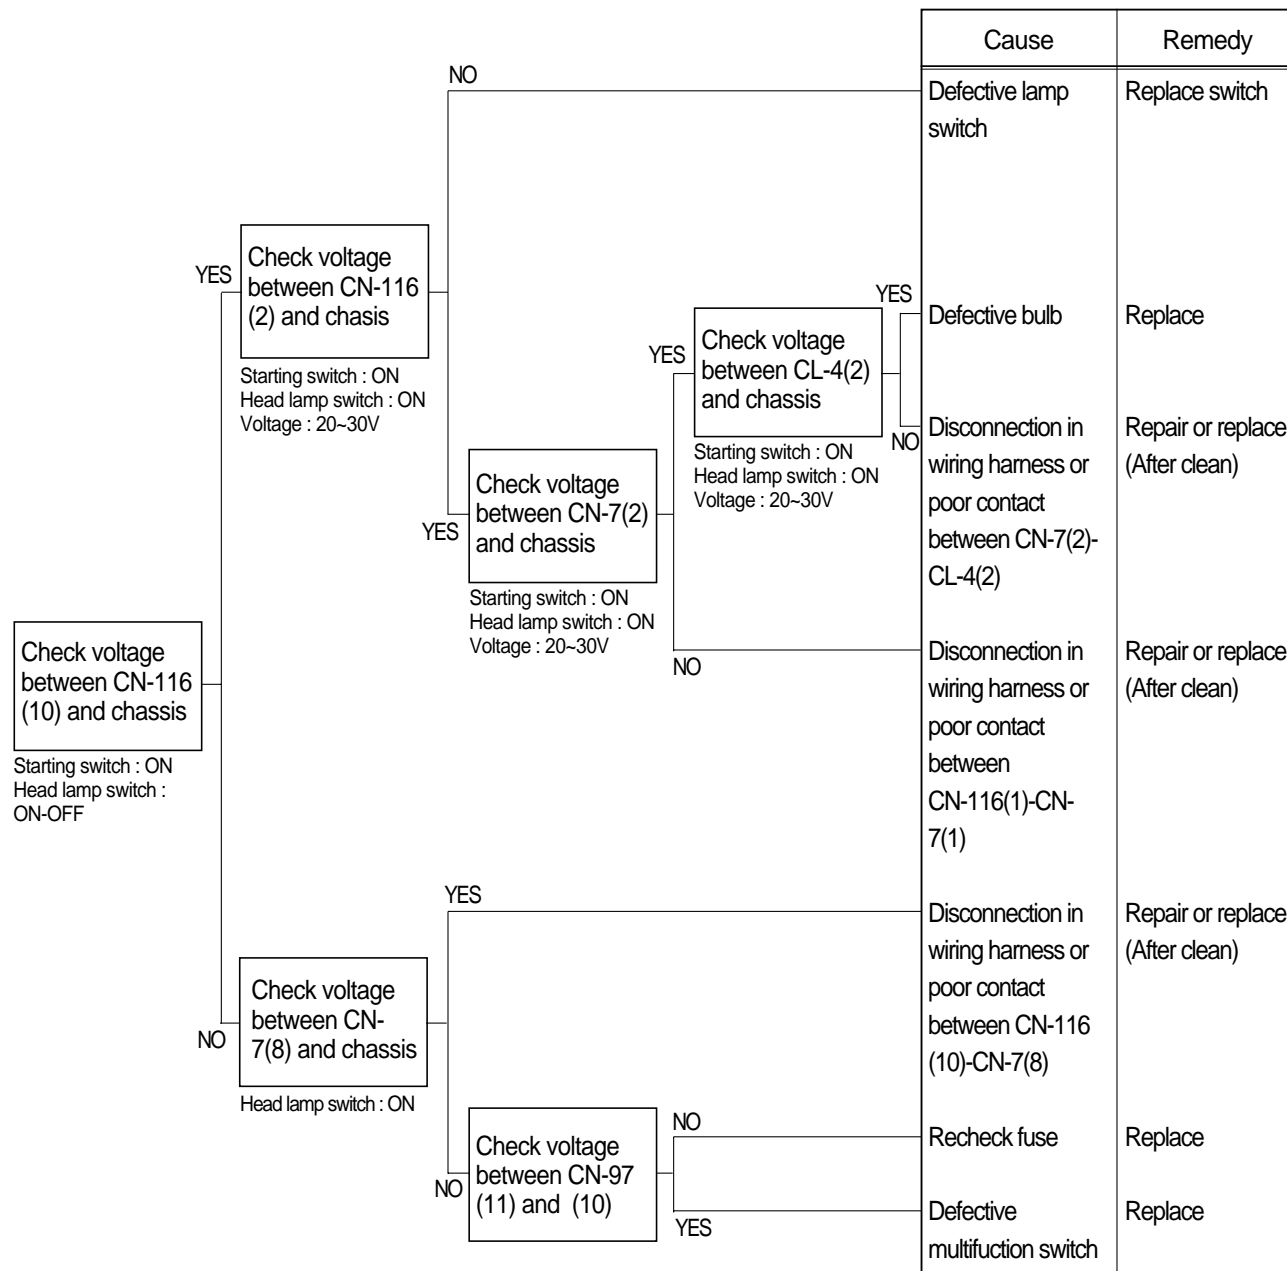 Cause
Remedy
NO
Defective lamp
switch
Replace switch
YES
Check voltage
between CN-116
(2) and chasis
Starting switch : ON
Head lamp switch : ON
Voltage : 20~30V
YES
Defective bulb
Replace
YES
Check voltage
between CL-4(2)
and chassis
Starting switch : ON
Head lamp switch : ON
Voltage : 20~30V
NO
Disconnection in
wiring harness or
poor contact
between CN-7(2)-
CL-4(2)
Repair or replace
(After clean)
YES
Check voltage
between CN-7(2)
and chassis
Starting switch : ON
Head lamp switch : ON
Voltage : 20~30V
NO
Disconnection in
wiring harness or
poor contact
between
CN-116(1)-CN-
7(1)
Repair or replace
(After clean)
Check voltage
between CN-116
(10) and chassis
Starting switch : ON
Head lamp switch :
ON-OFF
YES
Disconnection in
wiring harness or
poor contact
between CN-116
(10)-CN-7(8)
Repair or replace
(After clean)
NO
Check voltage
between CN-
7(8) and chassis
Head lamp switch : ON
NO
Check voltage
between CN-97
(11) and (10)
NO
Recheck fuse
Replace
YES
Defective
multifuction switch
Replace